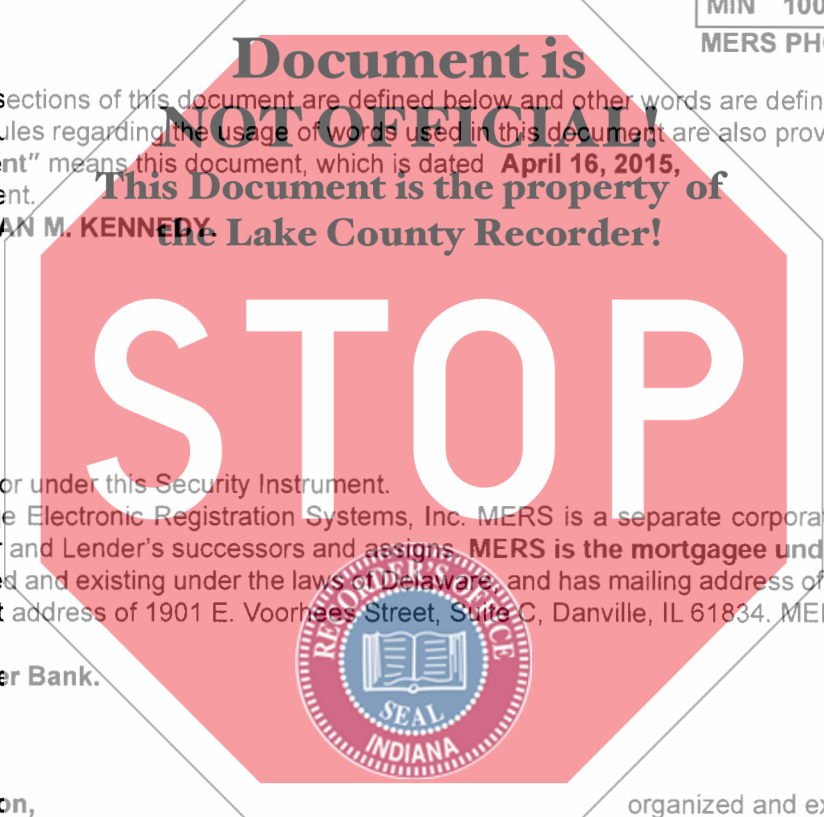 MIN 100
MERS PH
Document is
sections of this document are defined below and other words are defin
NOT OFFICIAL!
ules regarding the usage of words used in this document are also prov
nt" means this document, which is dated April 16, 2015,
This Document is the property of
ent.
AN M. KENNEDY.
the Lake County Recorder!
STOP
or under this Security Instrument.
e Electronic Registration Systems, Inc. MERS is a separate corporat
and Lender's successors and assigns. MERS is the mortgagee und
ed and existing under the laws of Delaware, and has mailing address of
t address of 1901 E. Voorhees Street, Suite C, Danville, IL 61834. MER
RECORDER'S OFFICE
er Bank.
SEAL
INDIANA
on,
organized and ex